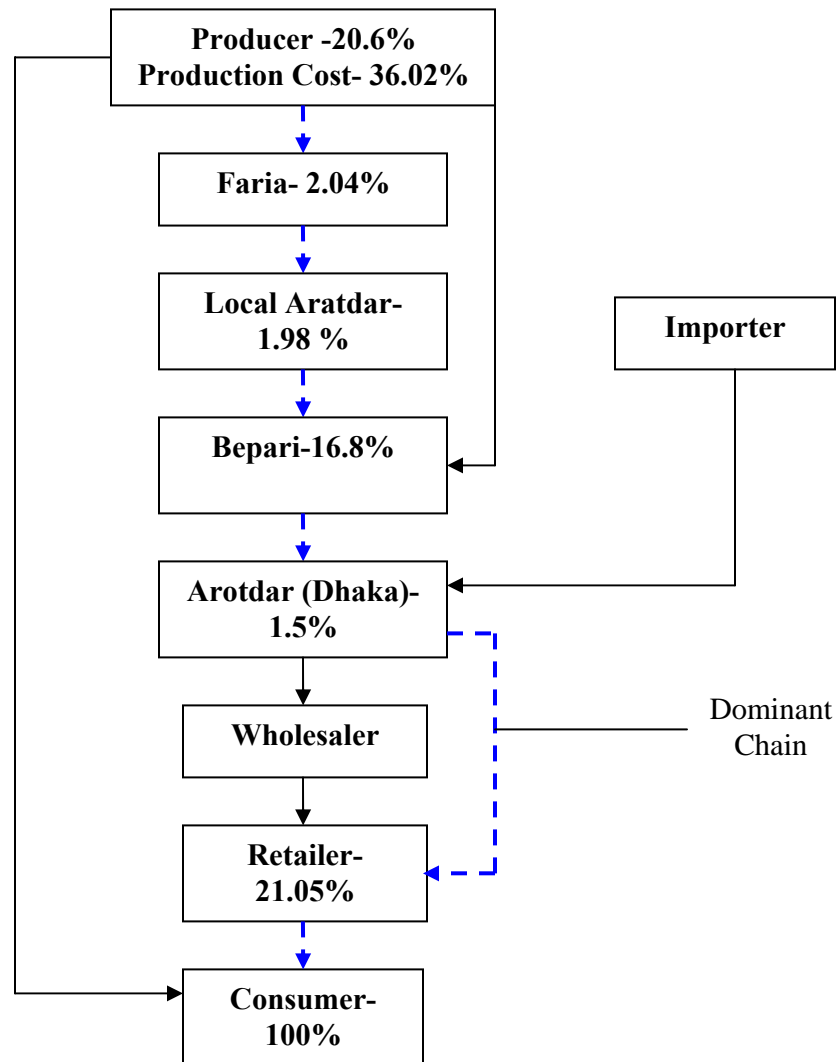 Producer -20.6%
Production Cost- 36.02%
Faria- 2.04%
Local Aratdar-
1.98 %
Importer
Bepari-16.8%
Arotdar (Dhaka)-
1.5%
Wholesaler
Dominant
Chain
Retailer-
21.05%
Consumer-
100%